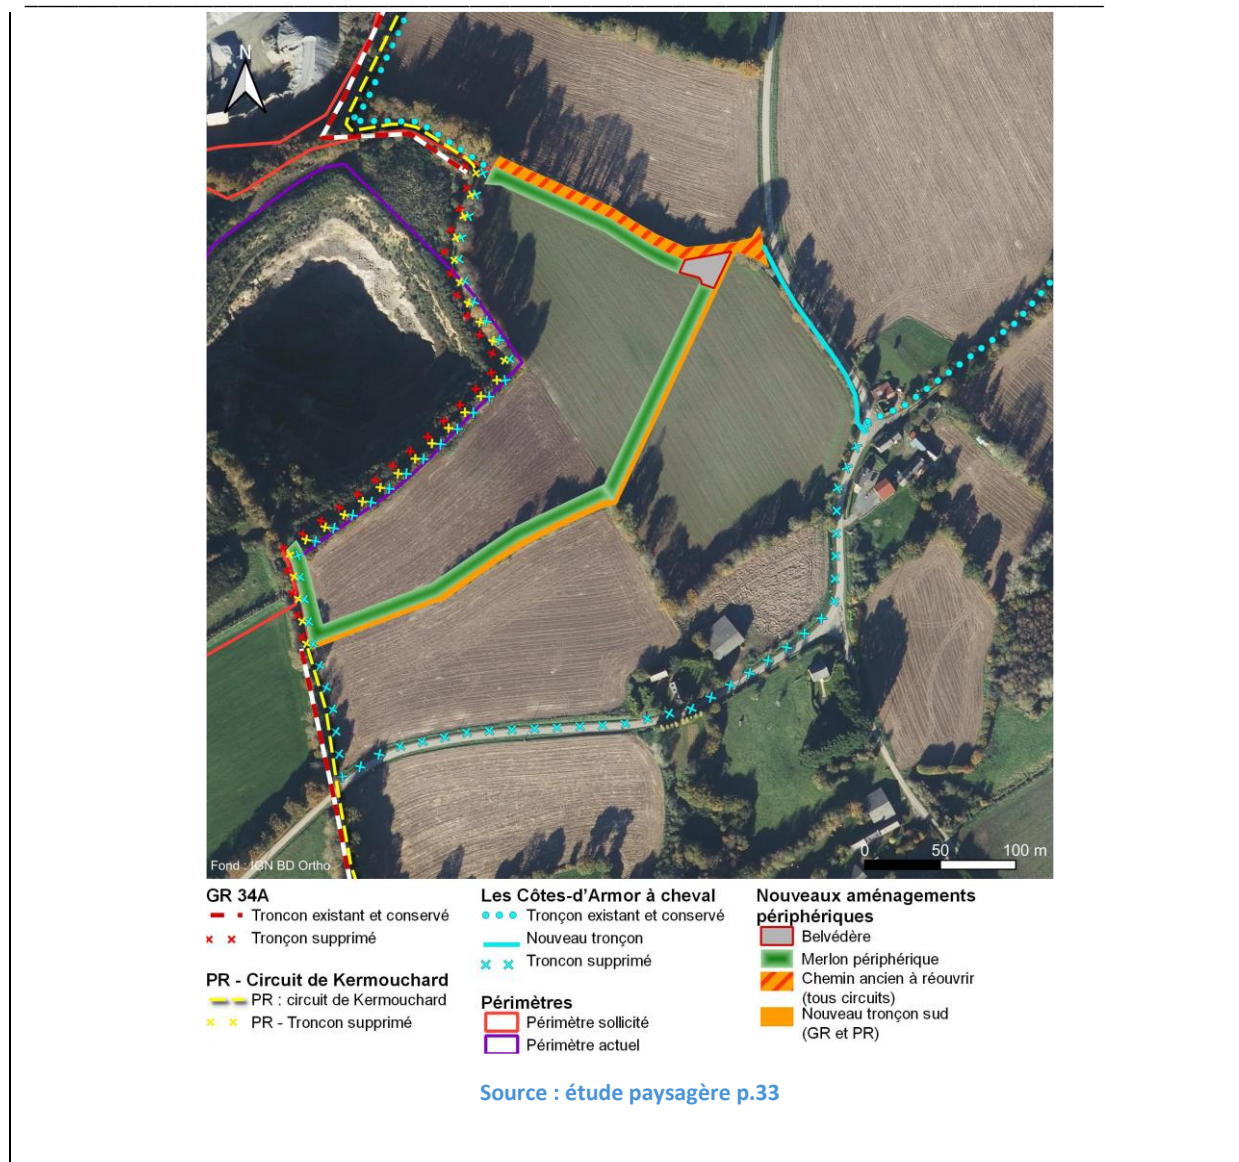 N
0 50 100 m
Fond : IGN BD Ortho
GR 34A
Troncon existant et conservé
Tronçon supprimé
PR - Circuit de Kermouchard
PR : circuit de Kermouchard
PR - Troncon supprimé
Les Côtes-d'Armor à cheval
Tronçon existant et conservé
Nouveau tronçon
Troncon supprimé
Périmètres
Périmètre sollicité
Périmètre actuel
Nouveaux aménagements
périphériques
Belvédère
Merlon périphérique
Chemin ancien à réouvrir
(tous circuits)
Nouveau tronçon sud
(GR et PR)
Source : étude paysagère p.33